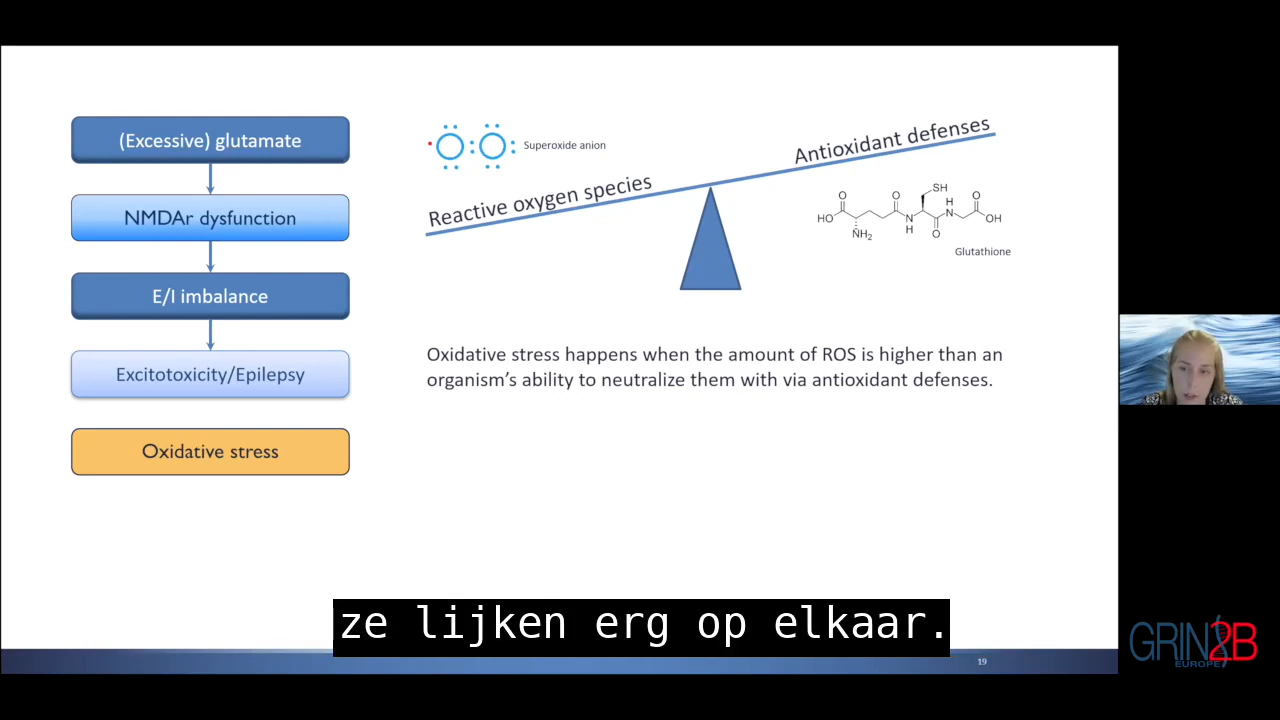 (Excessive) glutamate
NMDAr dysfunction
E/I imbalance
Excitotoxicity/Epilepsy
Oxidative stress
Superoxide anion
Reactive oxygen species
Antioxidant defenses
O
HO
NH2
O
N
H
SH
O
H
N
O
OH
Glutathione
Oxidative stress happens when the amount of ROS is higher than an
organism's ability to neutralize them with via antioxidant defenses.
ze lijken erg op elkaar.
19
GRIN2B
EUROPE